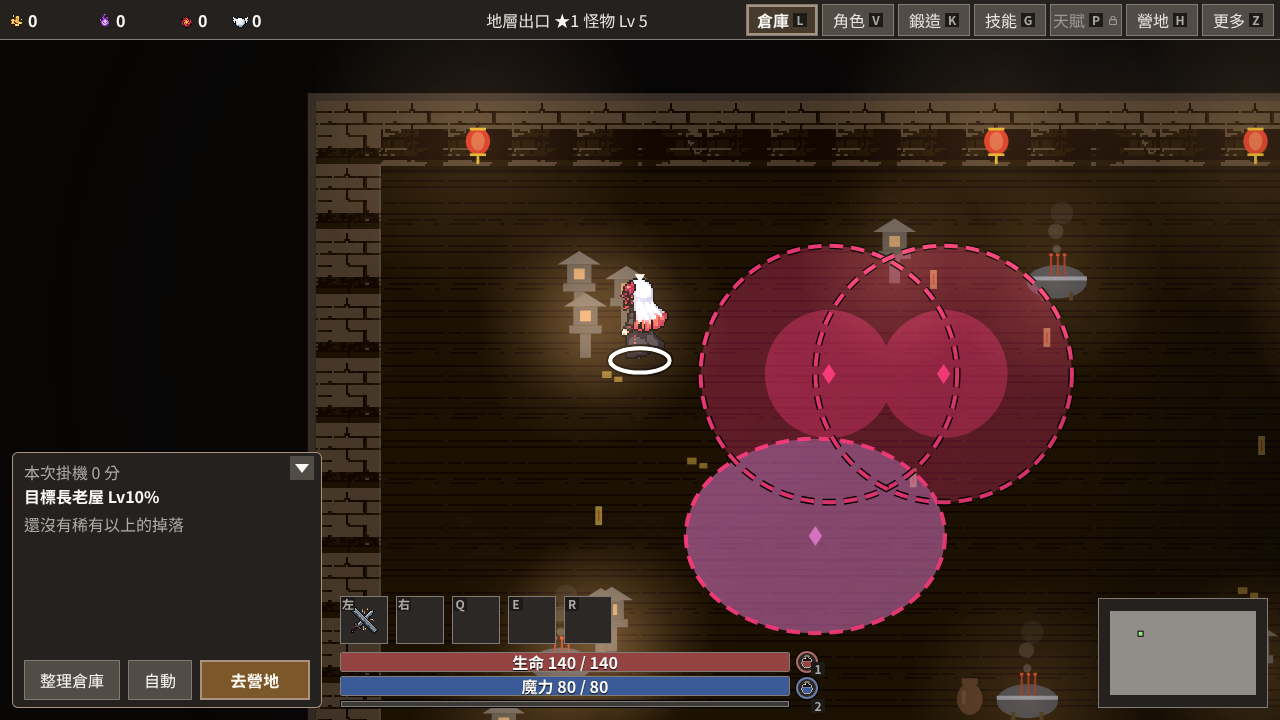 0
0
0
0
地層出口 ★1 怪物 Lv 5
倉庫 L
角色 V
鍛造 K
技能 G
天賦 P
營地 H
更多 Z
本次掛機 0 分
目標長老屋 Lv10%
還沒有稀有以上的掉落
整理倉庫
自動
去營地
左
右
Q
E
R
生命 140 / 140
1
魔力 80 / 80
2